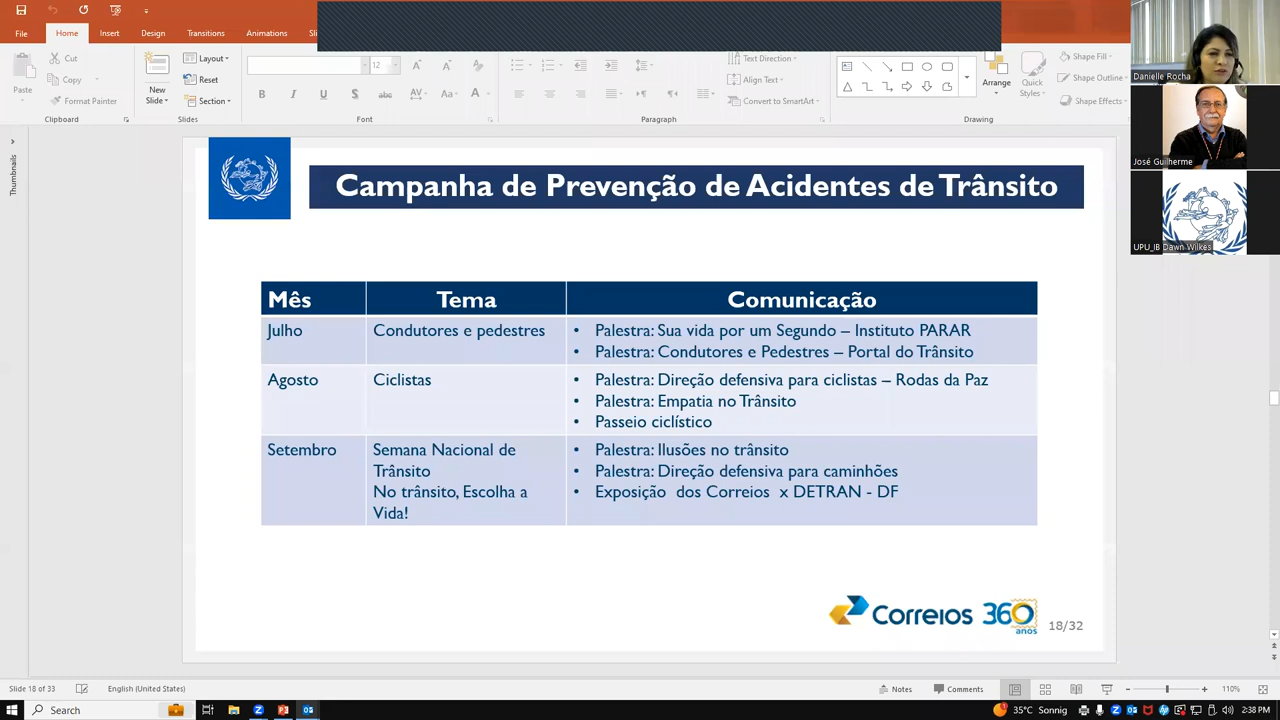 File
Home
Insert
Design
Transitions
Animations
Cut
Copy
Format Painter
Paste
Clipboard
New
Slide
Layout
Reset
Section
Slides
12
Font
Text Direction
Align Text
Convert to SmartArt
Paragraph
Arrange
Quick
Styles
Shape Fill
Shape Outline
Shape Effects
Drawing
Danielle Rocha
José Guilherme
UPU_IB Dawn Wilkes
Thumbnails
Campanha de Prevenção de Acidentes de Trânsito
Mês
Tema
Comunicação
Julho
Condutores e pedestres
• Palestra: Sua vida por um Segundo – Instituto PARAR
• Palestra: Condutores e Pedestres – Portal do Trânsito
Agosto
Ciclistas
• Palestra: Direção defensiva para ciclistas – Rodas da Paz
• Palestra: Empatia no Trânsito
• Passeio ciclístico
Setembro
Semana Nacional de
Trânsito
No trânsito, Escolha a
Vida!
• Palestra: Ilusões no trânsito
• Palestra: Direção defensiva para caminhões
• Exposição dos Correios x DETRAN - DF
Correios 360
anos
18/32
Slide 18 of 33
English (United States)
Notes
Comments
110%
Search
35°C Sonnig
2:38 PM